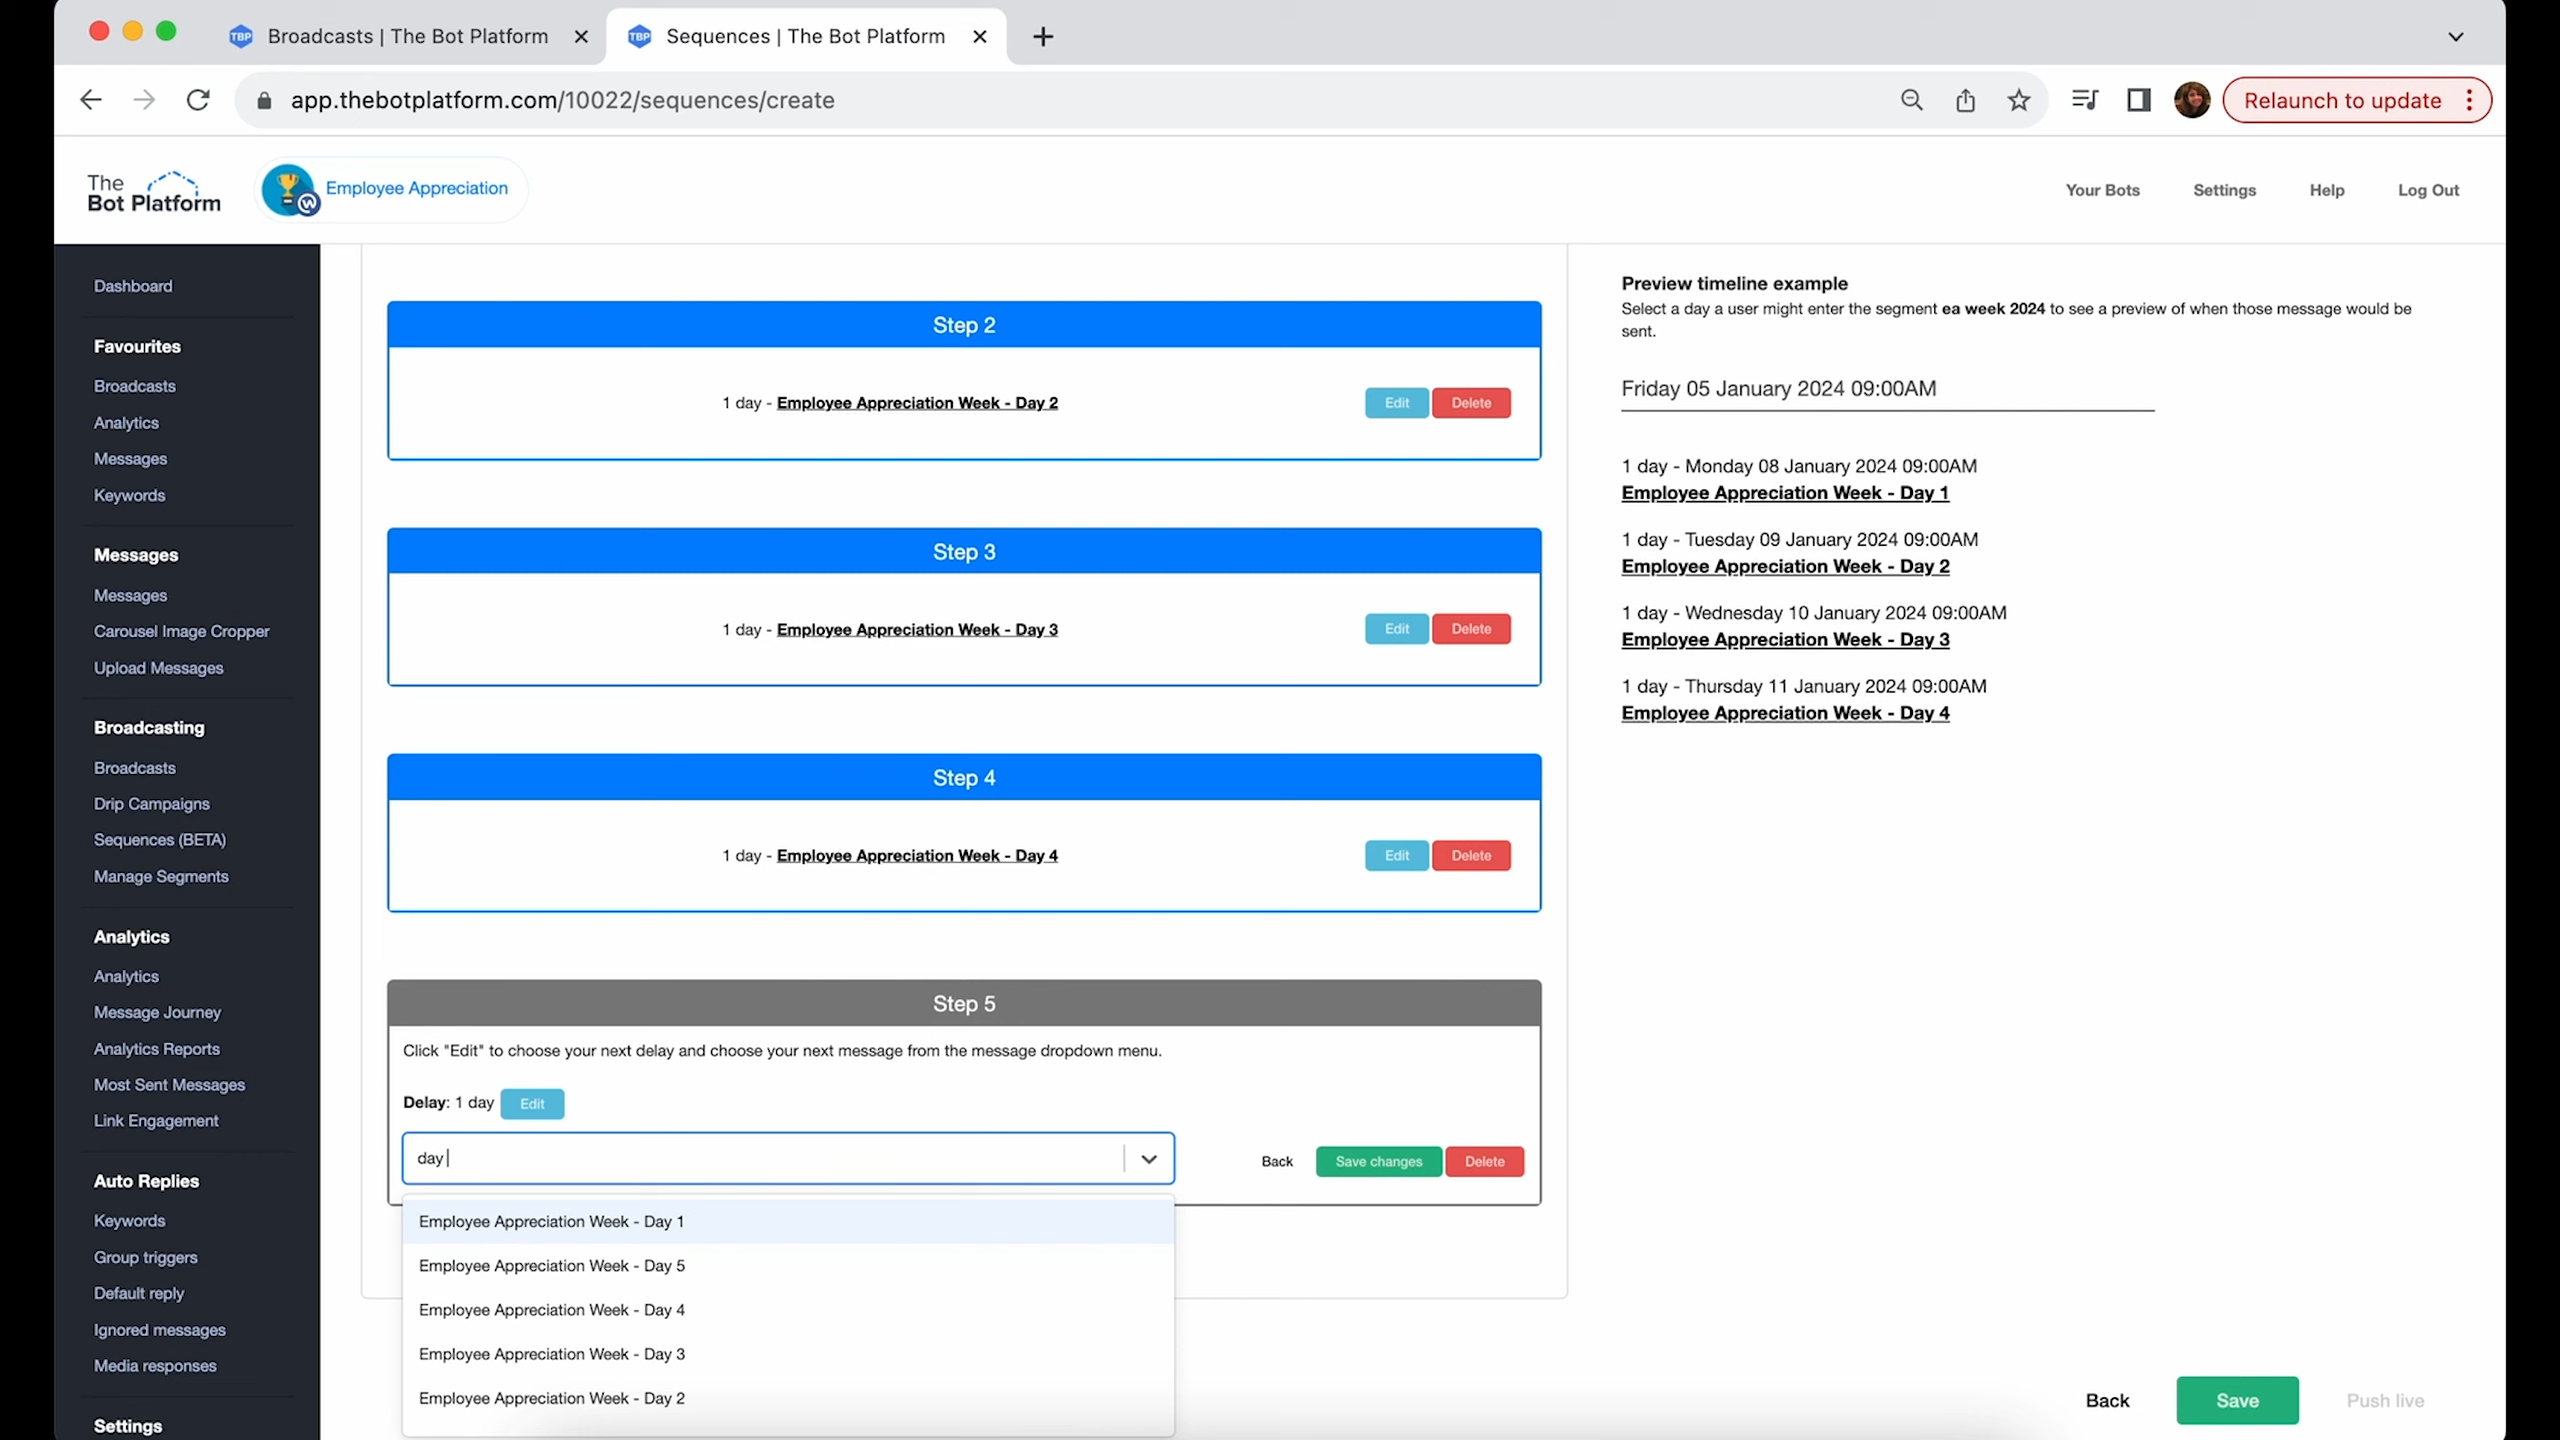 Broadcasts | The Bot Platform
Sequences | The Bot Platform
app.thebotplatform.com/10022/sequences/create
Relaunch to update
The
Bot Platform
Employee Appreciation
Your Bots
Settings
Help
Log Out
Dashboard
Favourites
Broadcasts
Analytics
Messages
Keywords
Messages
Messages
Carousel Image Cropper
Upload Messages
Broadcasting
Broadcasts
Drip Campaigns
Sequences (BETA)
Manage Segments
Analytics
Analytics
Message Journey
Analytics Reports
Most Sent Messages
Link Engagement
Auto Replies
Keywords
Group triggers
Default reply
Ignored messages
Media responses
Settings
Step 2
1 day - Employee Appreciation Week - Day 2
Edit
Delete
Step 3
1 day - Employee Appreciation Week - Day 3
Edit
Delete
Step 4
1 day - Employee Appreciation Week - Day 4
Edit
Delete
Step 5
Click "Edit" to choose your next delay and choose your next message from the message dropdown menu.
Delay: 1 day
Edit
day
Back
Save changes
Delete
Employee Appreciation Week - Day 1
Employee Appreciation Week - Day 5
Employee Appreciation Week - Day 4
Employee Appreciation Week - Day 3
Employee Appreciation Week - Day 2
Preview timeline example
Select a day a user might enter the segment ea week 2024 to see a preview of when those message would be
sent.
Friday 05 January 2024 09:00AM
1 day - Monday 08 January 2024 09:00AM
Employee Appreciation Week - Day 1
1 day - Tuesday 09 January 2024 09:00AM
Employee Appreciation Week - Day 2
1 day - Wednesday 10 January 2024 09:00AM
Employee Appreciation Week - Day 3
1 day - Thursday 11 January 2024 09:00AM
Employee Appreciation Week - Day 4
Back
Save
Push live